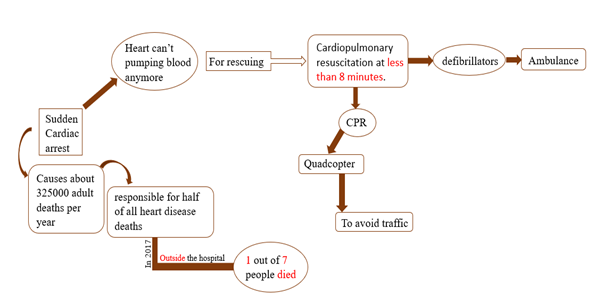 Heart can't
pumping blood
anymore
For rescuing
Cardiopulmonary
resuscitation at less
than 8 minutes.
defibrillators
Ambulance
CPR
Quadcopter
To avoid traffic
Sudden
Cardiac
arrest
Causes about
325000 adult
deaths per
year
responsible for half
of all heart disease
deaths
In 2017
Outside the hospital
1 out of 7
people died